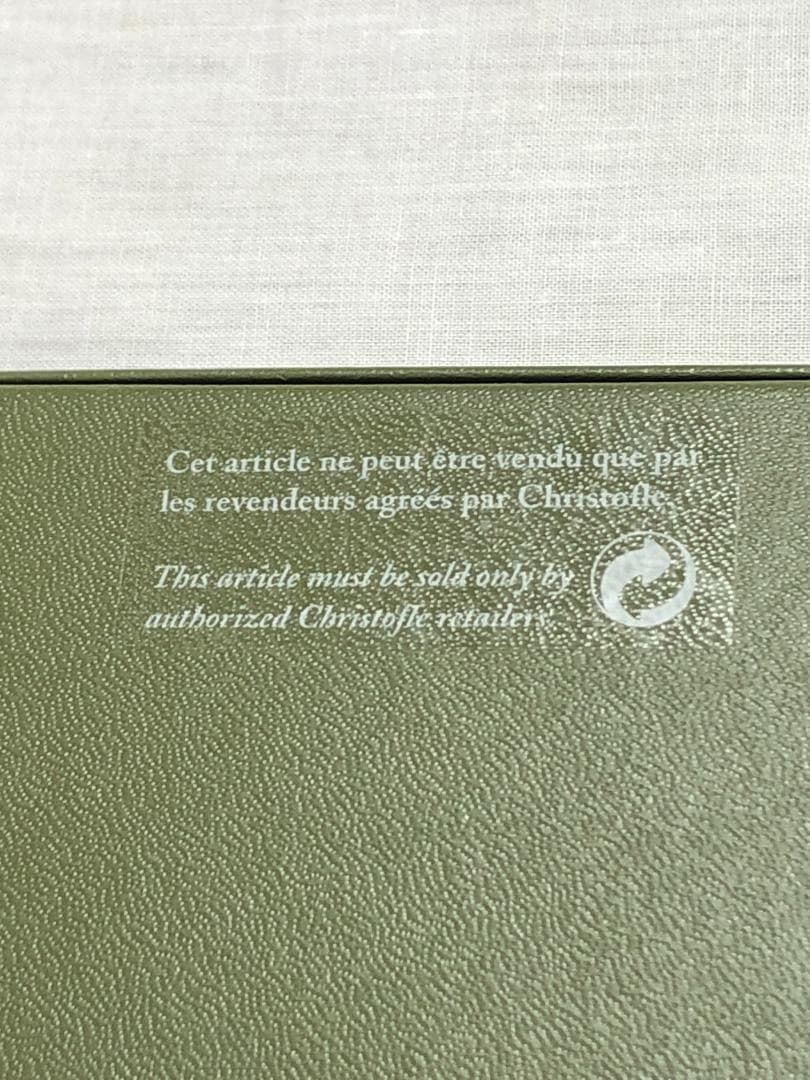 Cet article ne peut être vendu que par
les revendeurs agréés par Christofle.
This article must be sold only by
authorized Christofle retailers.